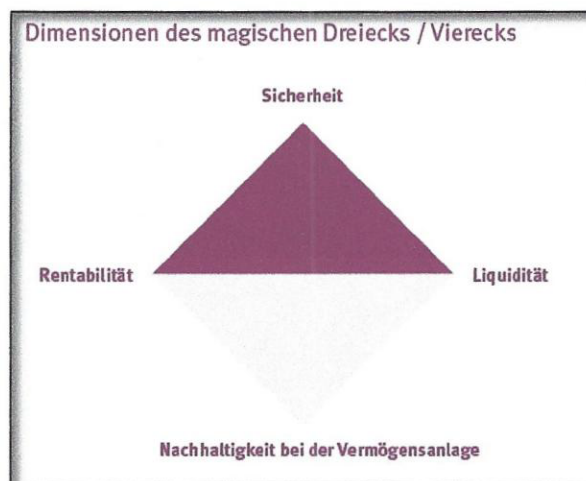 Dimensionen des magischen Dreiecks / Vierecks
Sicherheit
Rentabilität
Liquidität
Nachhaltigkeit bei der Vermögensanlage